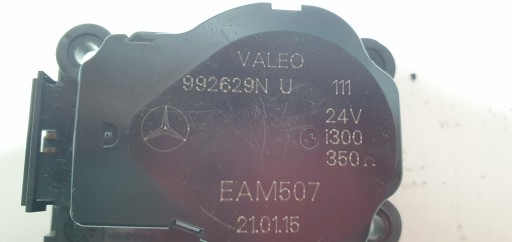 VALEO
992629N U 111
24V
i300
350Ω
EAM507
21.01.15